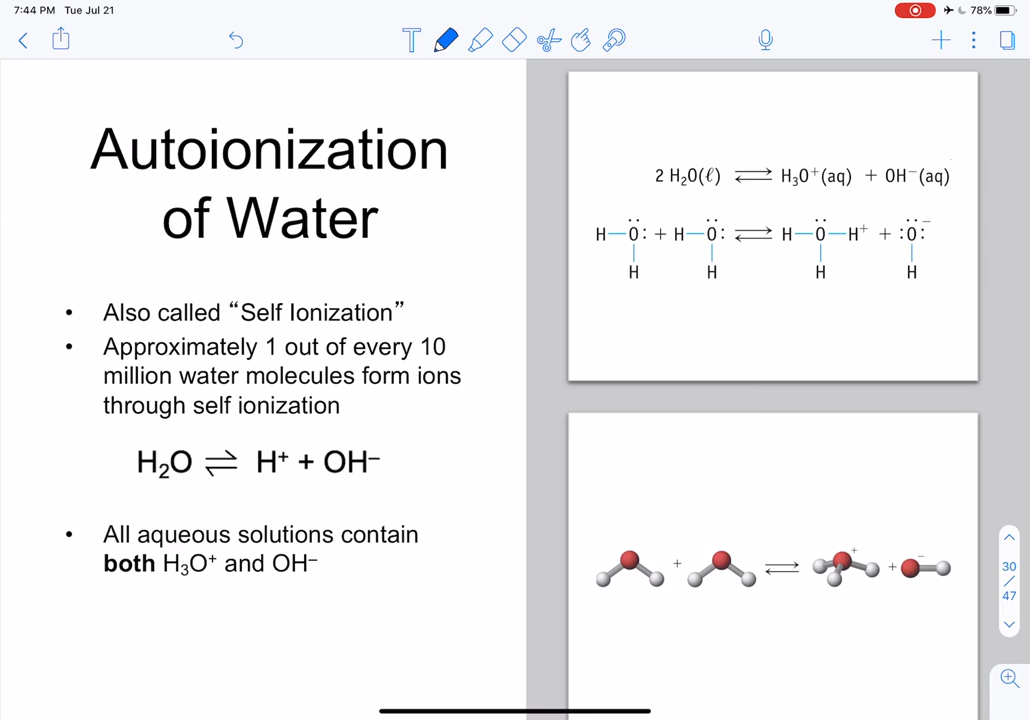 7:44 PM Tue Jul 21
78%
Autoionization
of Water
• Also called “Self Ionization”
• Approximately 1 out of every 10
million water molecules form ions
through self ionization
H₂O ⇌ H⁺ + OH⁻
• All aqueous solutions contain
both H₃O⁺ and OH⁻
2 H₂O(ℓ) ⇌ H₃O⁺(aq) + OH⁻(aq)
H—Ö: + H—Ö: ⇌ H—Ö—H⁺ + :Ö:⁻
H H H H
+ ⇌ + + −
30
/
47